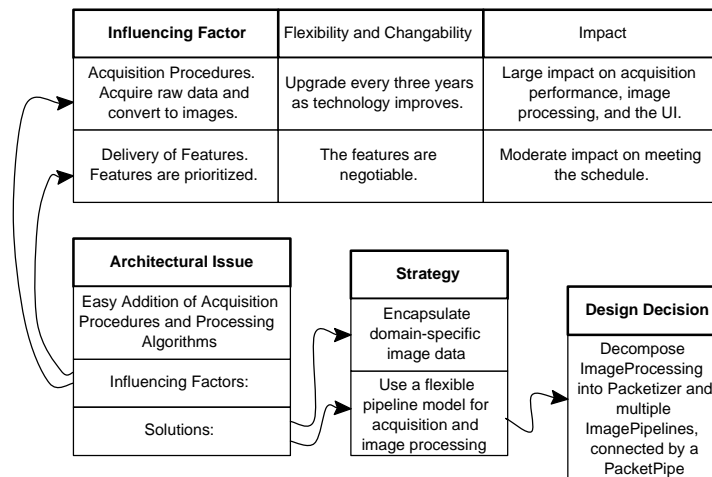 Influencing Factor
Flexibility and Changability
Impact
Acquisition Procedures.
Acquire raw data and
convert to images.
Upgrade every three years
as technology improves.
Large impact on acquisition
performance, image
processing, and the UI.
Delivery of Features.
Features are prioritized.
The features are
negotiable.
Moderate impact on meeting
the schedule.
Architectural Issue
Easy Addition of Acquisition
Procedures and Processing
Algorithms
Influencing Factors:
Solutions:
Strategy
Encapsulate
domain-specific
image data
Use a flexible
pipeline model for
acquisition and
image processing
Design Decision
Decompose
ImageProcessing
into Packetizer and
multiple
ImagePipelines,
connected by a
PacketPipe